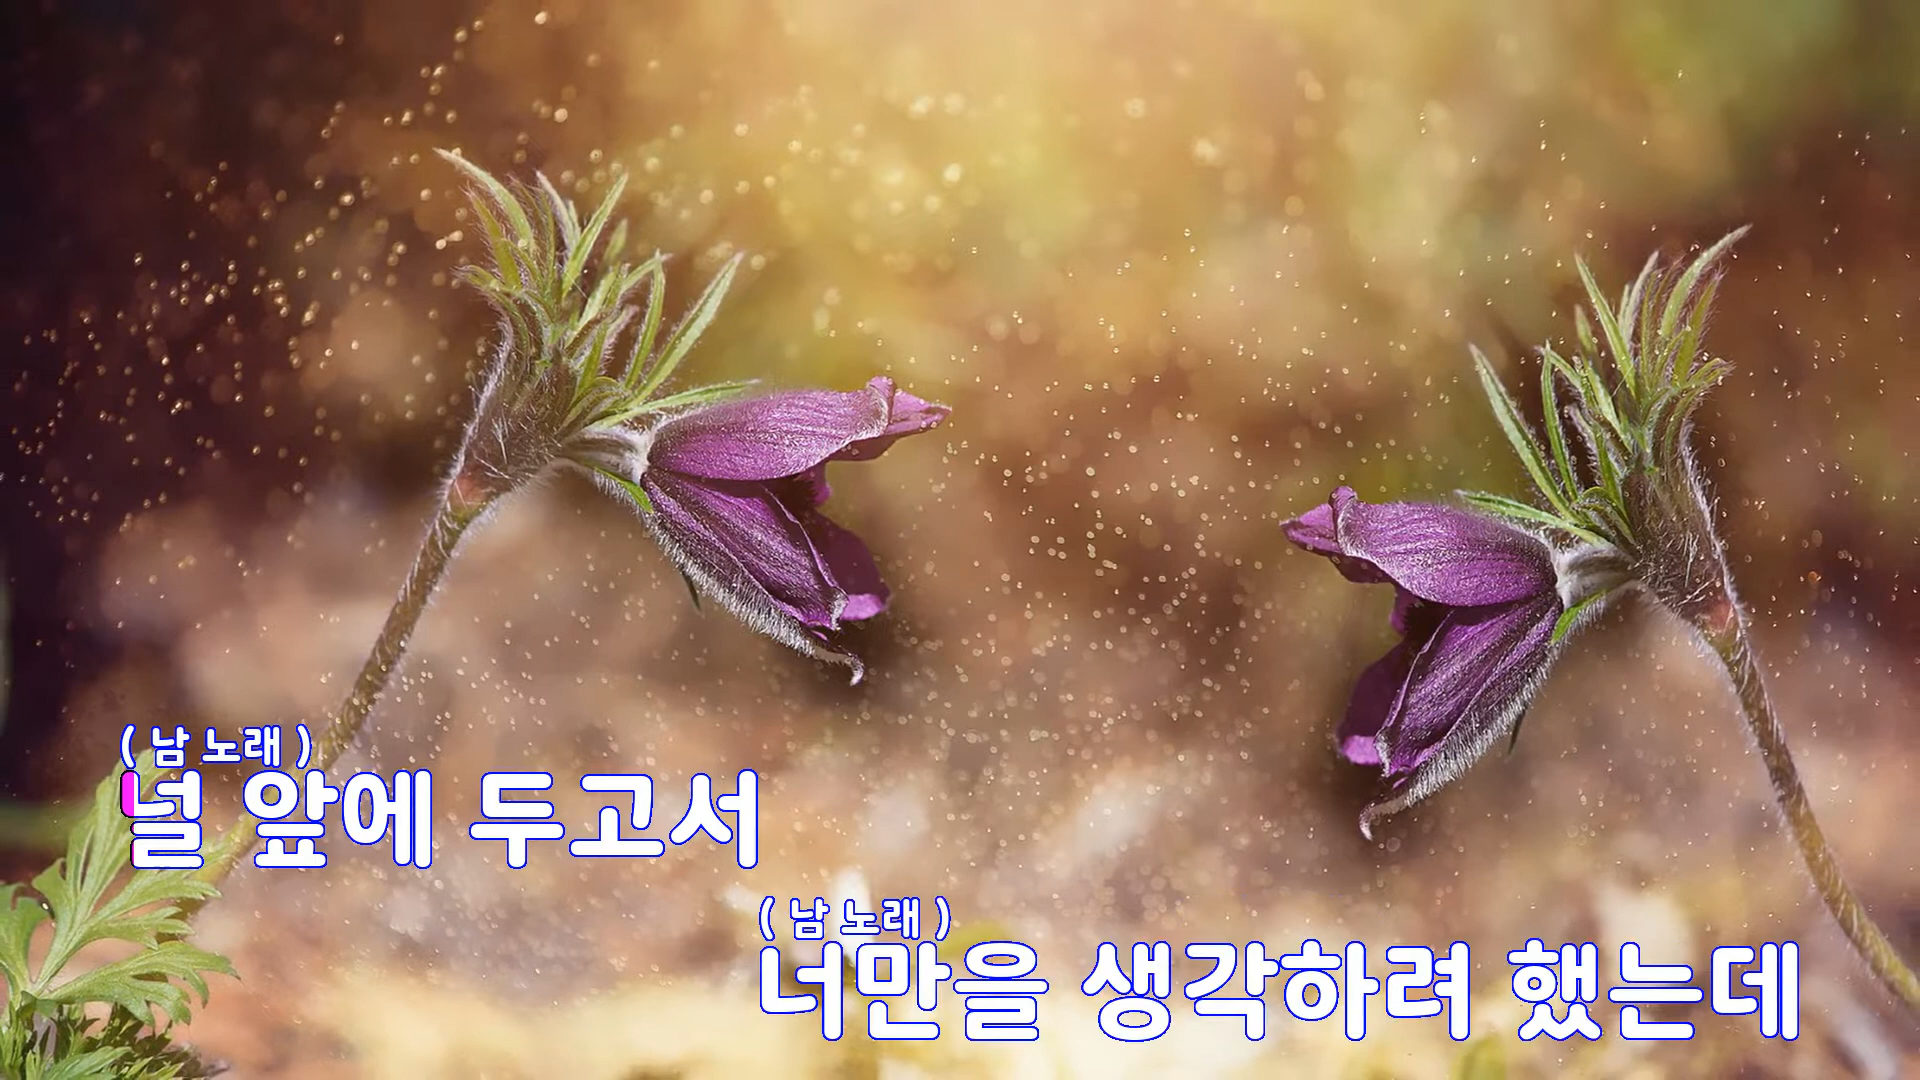 ( 남 노래 )
널 앞에 두고서
( 남 노래 )
너만을 생각하려 했는데